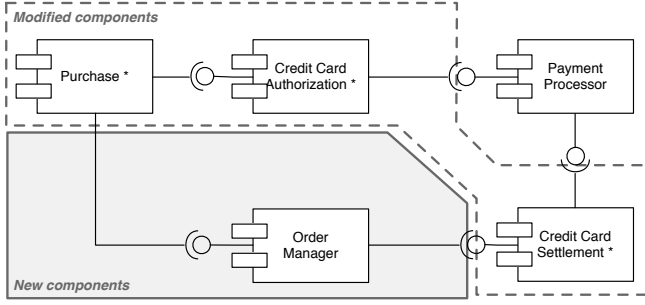 Modified components
Purchase *
Credit Card
Authorization *
Payment
Processor
Order
Manager
Credit Card
Settlement *
New components